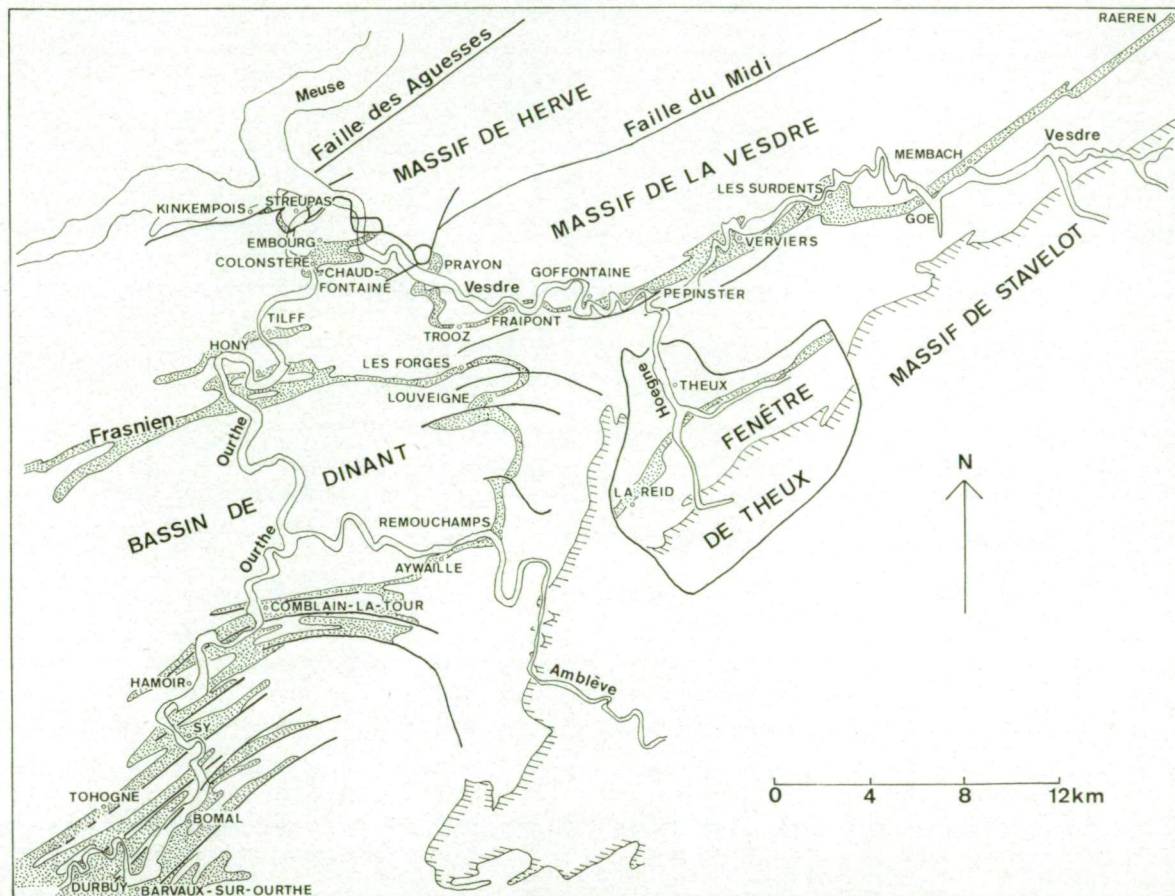 RAEREN
Meuse
Faille des Aguesses
MASSIF DE HERVE
Faille du Midi
MASSIF DE LA VESDRE
MEMBACH
Vesdre
LES SURDENTS
KINKEMPOIS
STREUPAS
GOE
EMBOURG
VERVIERS
COLONSTÈRE
CHAUD-
FONTAINE
PRAYON
GOFFONTAINE
Vesdre
PEPINSTER
MASSIF DE STAVELOT
TILFF
FRAIPONT
TROOZ
HONY
LES FORGES
THEUX
Hoëgne
LOUVEIGNE
FENÊTRE
DE THEUX
Frasnien
Ourthe
LA REID
N
BASSIN DE DINANT
REMOUCHAMPS
Ourthe
AYWAILLE
COMBLAIN-LA-TOUR
HAMOIR
Amblève
SY
TOHOGNE
0 4 8 12km
BOMAL
DURBUY
BARVAUX-SUR-OURTHE